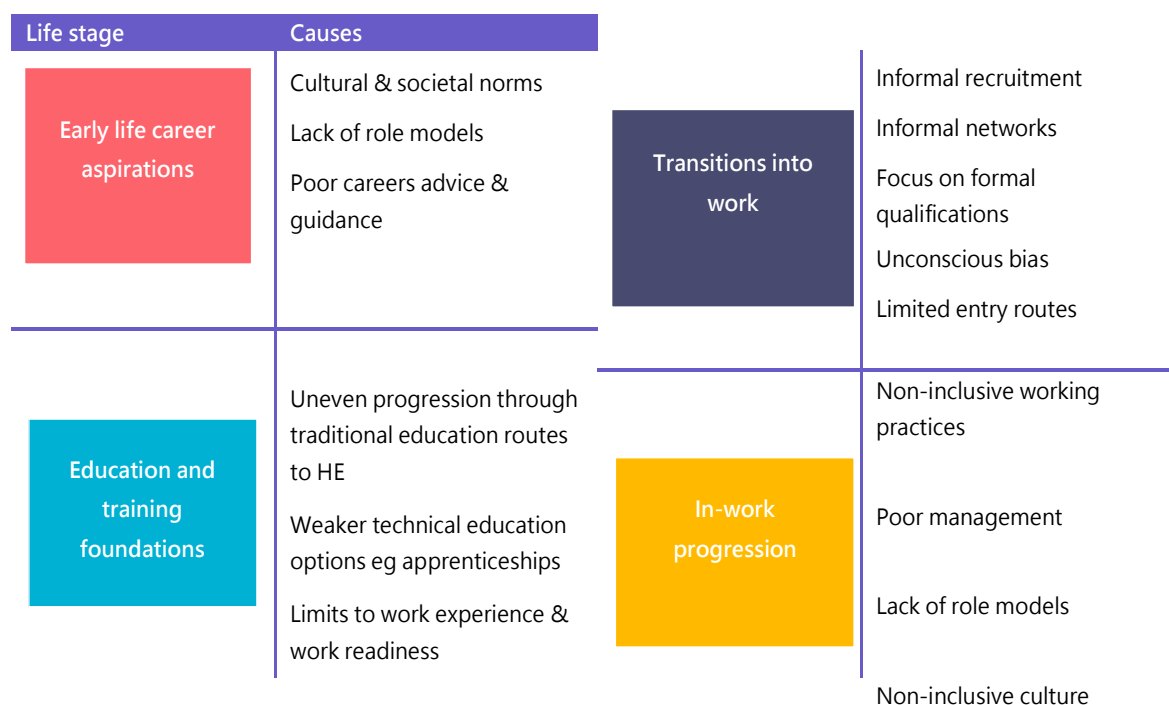 Life stage
Causes
Early life career
aspirations
Cultural & societal norms
Lack of role models
Poor careers advice &
guidance
Education and
training
foundations
Uneven progression through
traditional education routes
to HE
Weaker technical education
options eg apprenticeships
Limits to work experience &
work readiness
Transitions into
work
Informal recruitment
Informal networks
Focus on formal
qualifications
Unconscious bias
Limited entry routes
In-work
progression
Non-inclusive working
practices
Poor management
Lack of role models
Non-inclusive culture